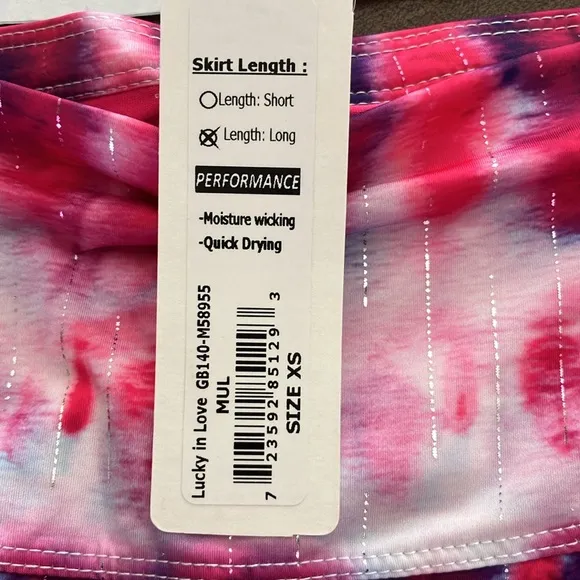 Skirt Length :
Length: Short
Length: Long
PERFORMANCE
-Moisture wicking
-Quick Drying
Lucky in Love GB140-M58955
MUL
7 23592 85129 3
SIZE XS